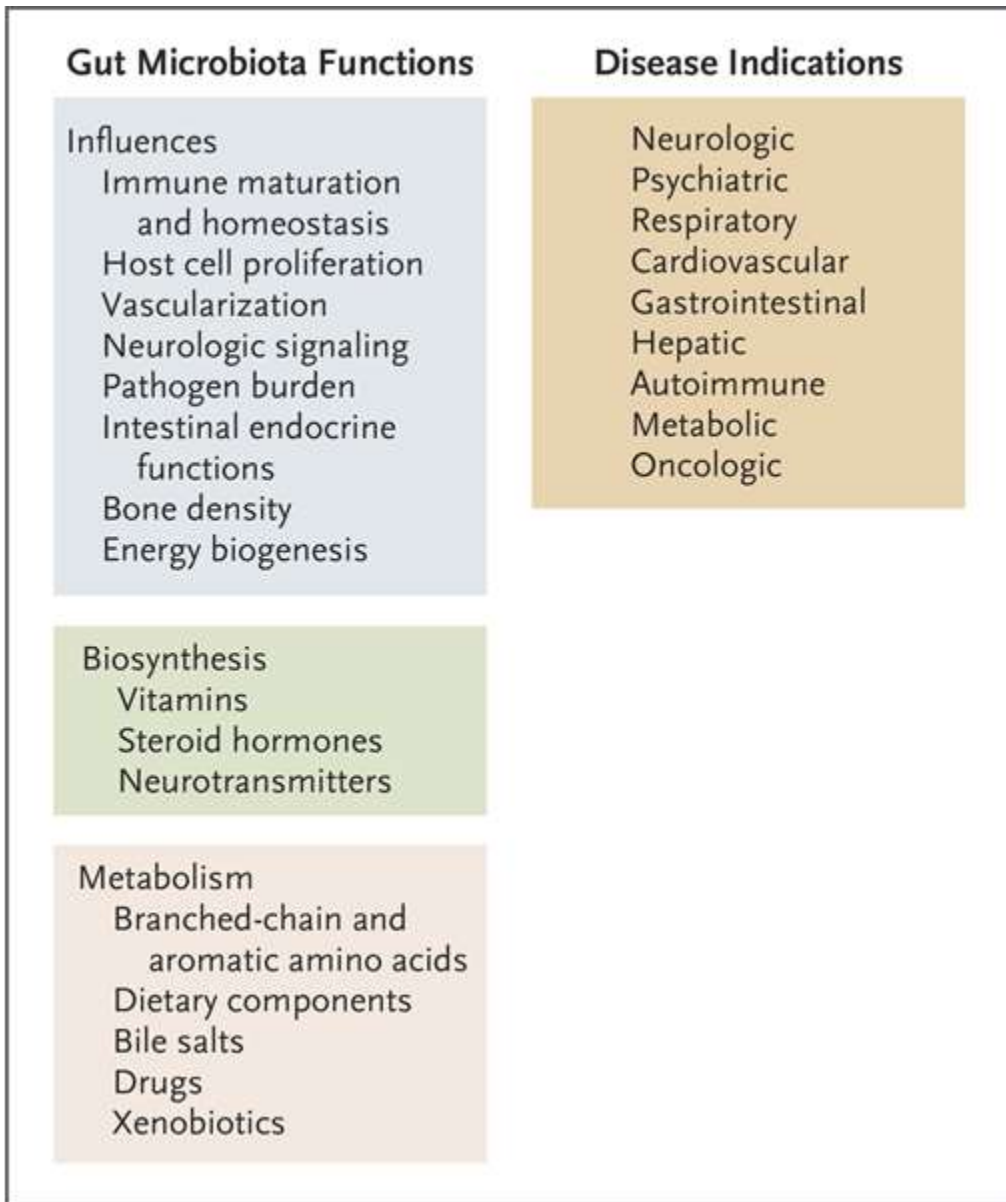 Gut Microbiota Functions
Influences
Immune maturation
and homeostasis
Host cell proliferation
Vascularization
Neurologic signaling
Pathogen burden
Intestinal endocrine
functions
Bone density
Energy biogenesis
Biosynthesis
Vitamins
Steroid hormones
Neurotransmitters
Metabolism
Branched-chain and
aromatic amino acids
Dietary components
Bile salts
Drugs
Xenobiotics
Disease Indications
Neurologic
Psychiatric
Respiratory
Cardiovascular
Gastrointestinal
Hepatic
Autoimmune
Metabolic
Oncologic